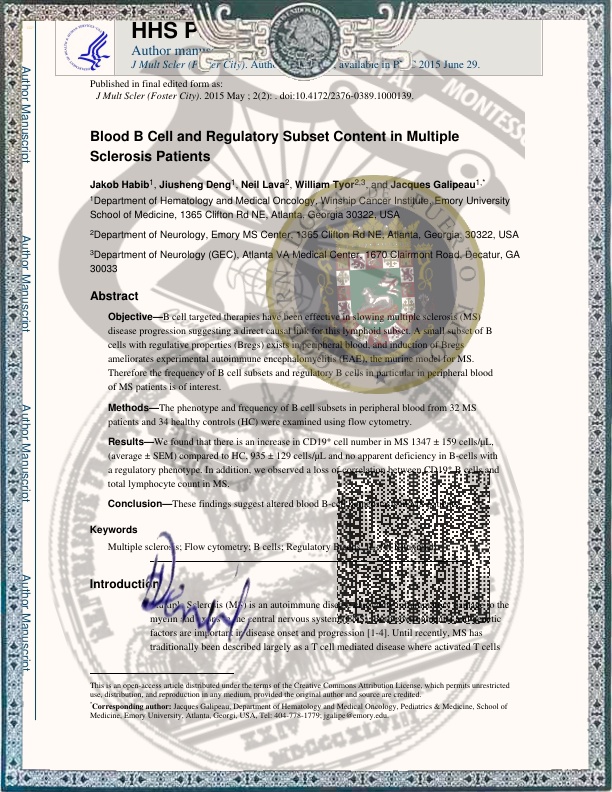 HHS P
Author manus
J Mult Scler (F ter City). Autho available in P 2015 June 29.
Published in final edited form as:
J Mult Scler (Foster City). 2015 May ; 2(2): . doi:10.4172/2376-0389.1000139.
Blood B Cell and Regulatory Subset Content in Multiple
Sclerosis Patients
Jakob Habib1, Jiusheng Deng1, Neil Lava2, William Tyor2,3, and Jacques Galipeau1,*
1Department of Hematology and Medical Oncology, Winship Cancer Institute, Emory University
School of Medicine, 1365 Clifton Rd NE, Atlanta, Georgia 30322, USA
2Department of Neurology, Emory MS Center, 1365 Clifton Rd NE, Atlanta, Georgia, 30322, USA
3Department of Neurology (GEC), Atlanta VA Medical Center, 1670 Clairmont Road, Decatur, GA
30033
Abstract
Objective—B cell targeted therapies have been effective in slowing multiple sclerosis (MS)
disease progression suggesting a direct causal link for this lymphoid subset. A small subset of B
cells with regulatory properties (Bregs) exists in peripheral blood, and induction of Bregs
ameliorates experimental autoimmune encephalomyelitis (EAE), the murine model for MS.
Therefore the frequency of B cell subsets and regulatory B cells in particular in peripheral blood
of MS patients is of interest.
Methods—The phenotype and frequency of B cell subsets in peripheral blood from 32 MS
patients and 34 healthy controls (HC) were examined using flow cytometry.
Results—We found that there is an increase in CD19+ cell number in MS 1347 ± 159 cells/µL,
(average ± SEM) compared to HC, 935 ± 129 cells/µL and no apparent deficiency in B-cells with
a regulatory phenotype. In addition, we observed a loss of correlation between CD19+ B cells and
total lymphocyte count in MS.
Conclusion—These findings suggest altered blood B-c
Keywords
Multiple sclerosis; Flow cytometry; B cells; Regulatory
Introduction
Sclerosis (MS) is an autoimmune dise to the
myelin and central nervous system tic
factors are important in disease onset and progression [1-4]. Until recently, MS has
traditionally been described largely as a T cell mediated disease where activated T cells
This is an open-access article distributed under the terms of the Creative Commons Attribution License, which permits unrestricted
use, distribution, and reproduction in any medium, provided the original author and source are credited.
*Corresponding author: Jacques Galipeau, Department of Hematology and Medical Oncology, Pediatrics & Medicine, School of
Medicine, Emory University, Atlanta, Georgi, USA, Tel: 404-778-1779; jgalipe@emory.edu.
Author Manuscript
Author Manuscript
Author Manuscript
Author Manuscript
MONTESSO